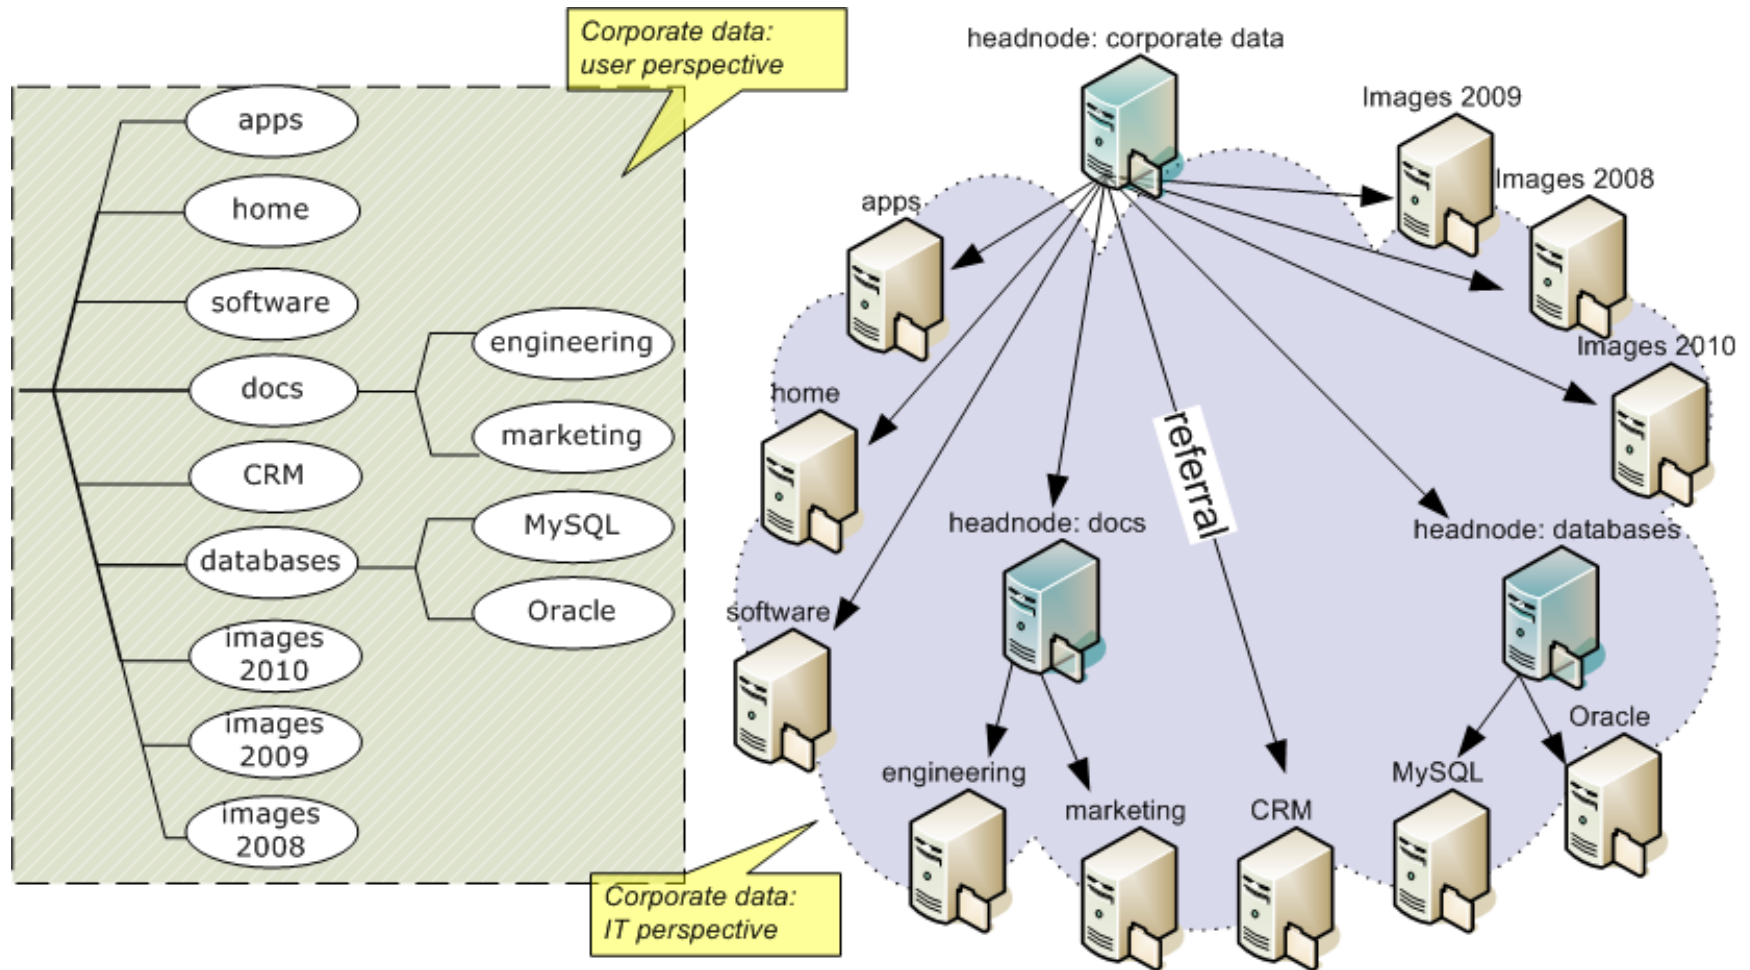 Corporate data:
user perspective
apps
home
software
docs
CRM
databases
images
2010
images
2009
images
2008
engineering
marketing
MySQL
Oracle
headnode: corporate data
Images 2009
Images 2008
Images 2010
apps
home
software
referral
headnode: docs
headnode: databases
engineering
marketing
CRM
MySQL
Oracle
Corporate data:
IT perspective